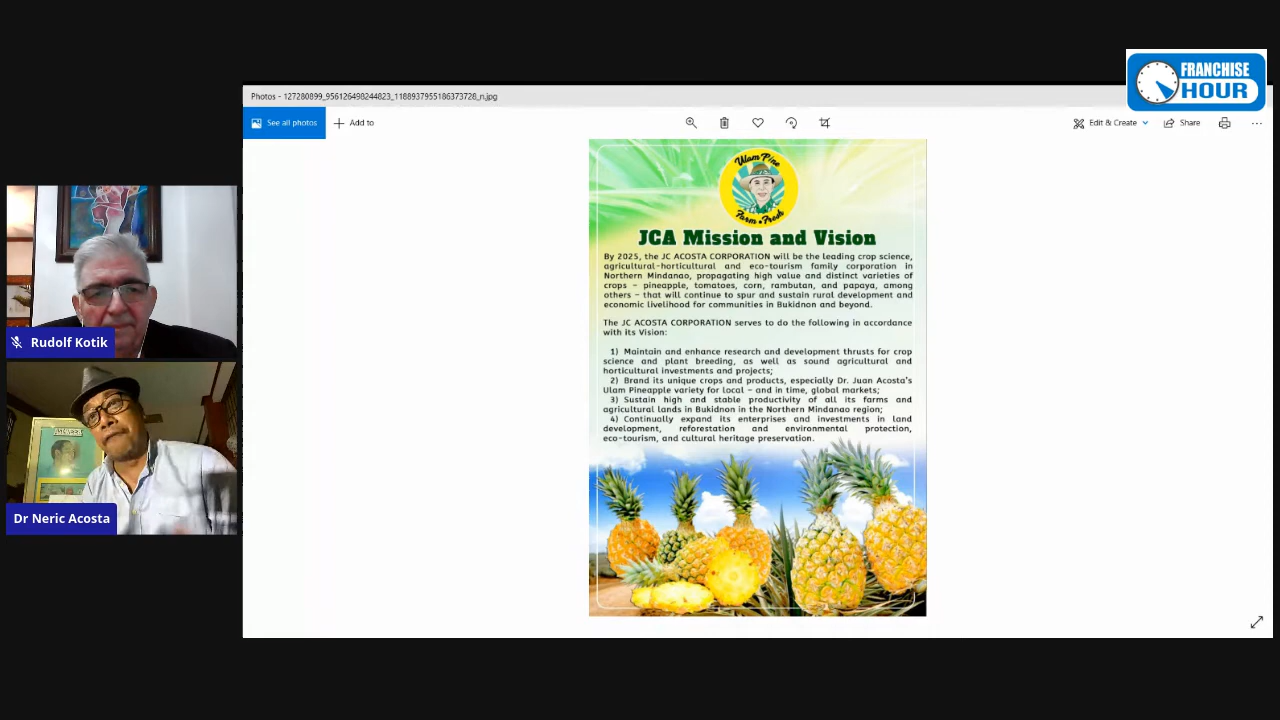 FRANCHISE
HOUR
Photos - 127280899_956126498244823_1188937955186373728_n.jpg
See all photos
Add to
Edit & Create
Share
Ulam Pine
Farm • Fresh
JCA Mission and Vision
By 2025, the JC ACOSTA CORPORATION will be the leading crop science,
agricultural-horticultural and eco-tourism family corporation in
Northern Mindanao, propagating high value and distinct varieties of
crops – pineapple, tomatoes, corn, rambutan, and papaya, among
others – that will continue to spur and sustain rural development and
economic livelihood for communities in Bukidnon and beyond.
The JC ACOSTA CORPORATION serves to do the following in accordance
with its Vision:
1) Maintain and enhance research and development thrusts for crop
science and plant breeding, as well as sound agricultural and
horticultural investments and projects;
2) Brand its unique crops and products, especially Dr. Juan Acosta's
Ulam Pineapple variety for local – and in time, global markets;
3) Sustain high and stable productivity of all its farms and
agricultural lands in Bukidnon in the Northern Mindanao region;
4) Continually expand its enterprises and investments in land
development, reforestation and environmental protection,
eco-tourism, and cultural heritage preservation.
Rudolf Kotik
Dr Neric Acosta